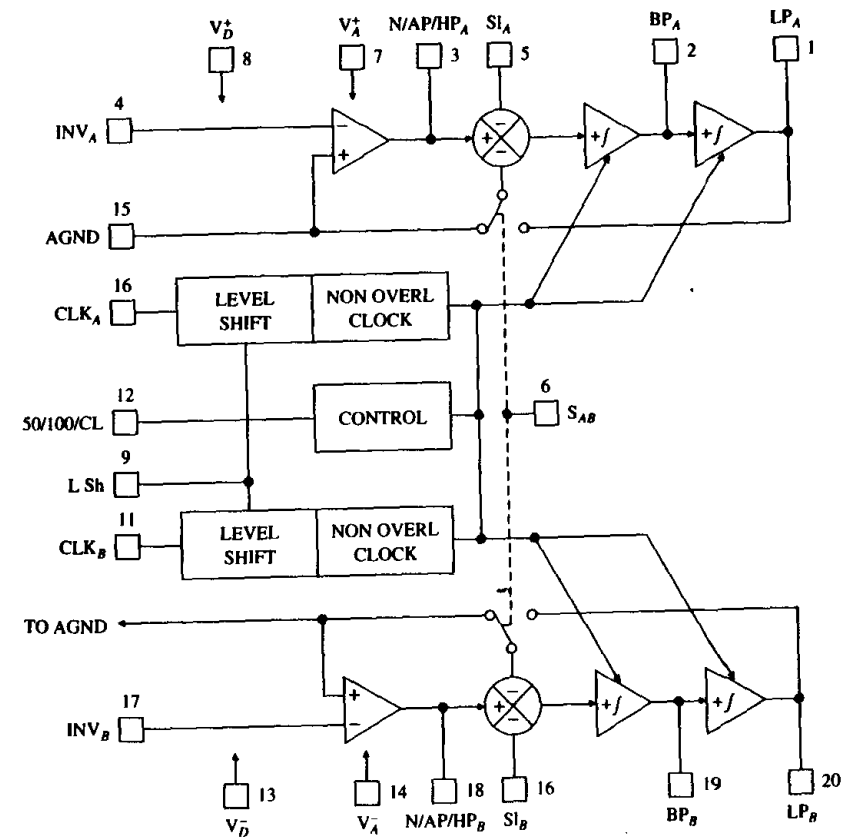 V_D^+ 8
V_A^+ 7
N/AP/HP_A 3
SI_A 5
BP_A 2
LP_A 1
4
INV_A
−
+
+ − −
+∫
+∫
15
AGND
16
CLK_A
LEVEL SHIFT
NON OVERL CLOCK
12
50/100/CL
CONTROL
6
S_AB
9
L Sh
11
CLK_B
LEVEL SHIFT
NON OVERL CLOCK
TO AGND
17
INV_B
+
−
− + −
+∫
+∫
13
V_D^−
14
V_A^−
18
N/AP/HP_B
16
SI_B
19
BP_B
20
LP_B